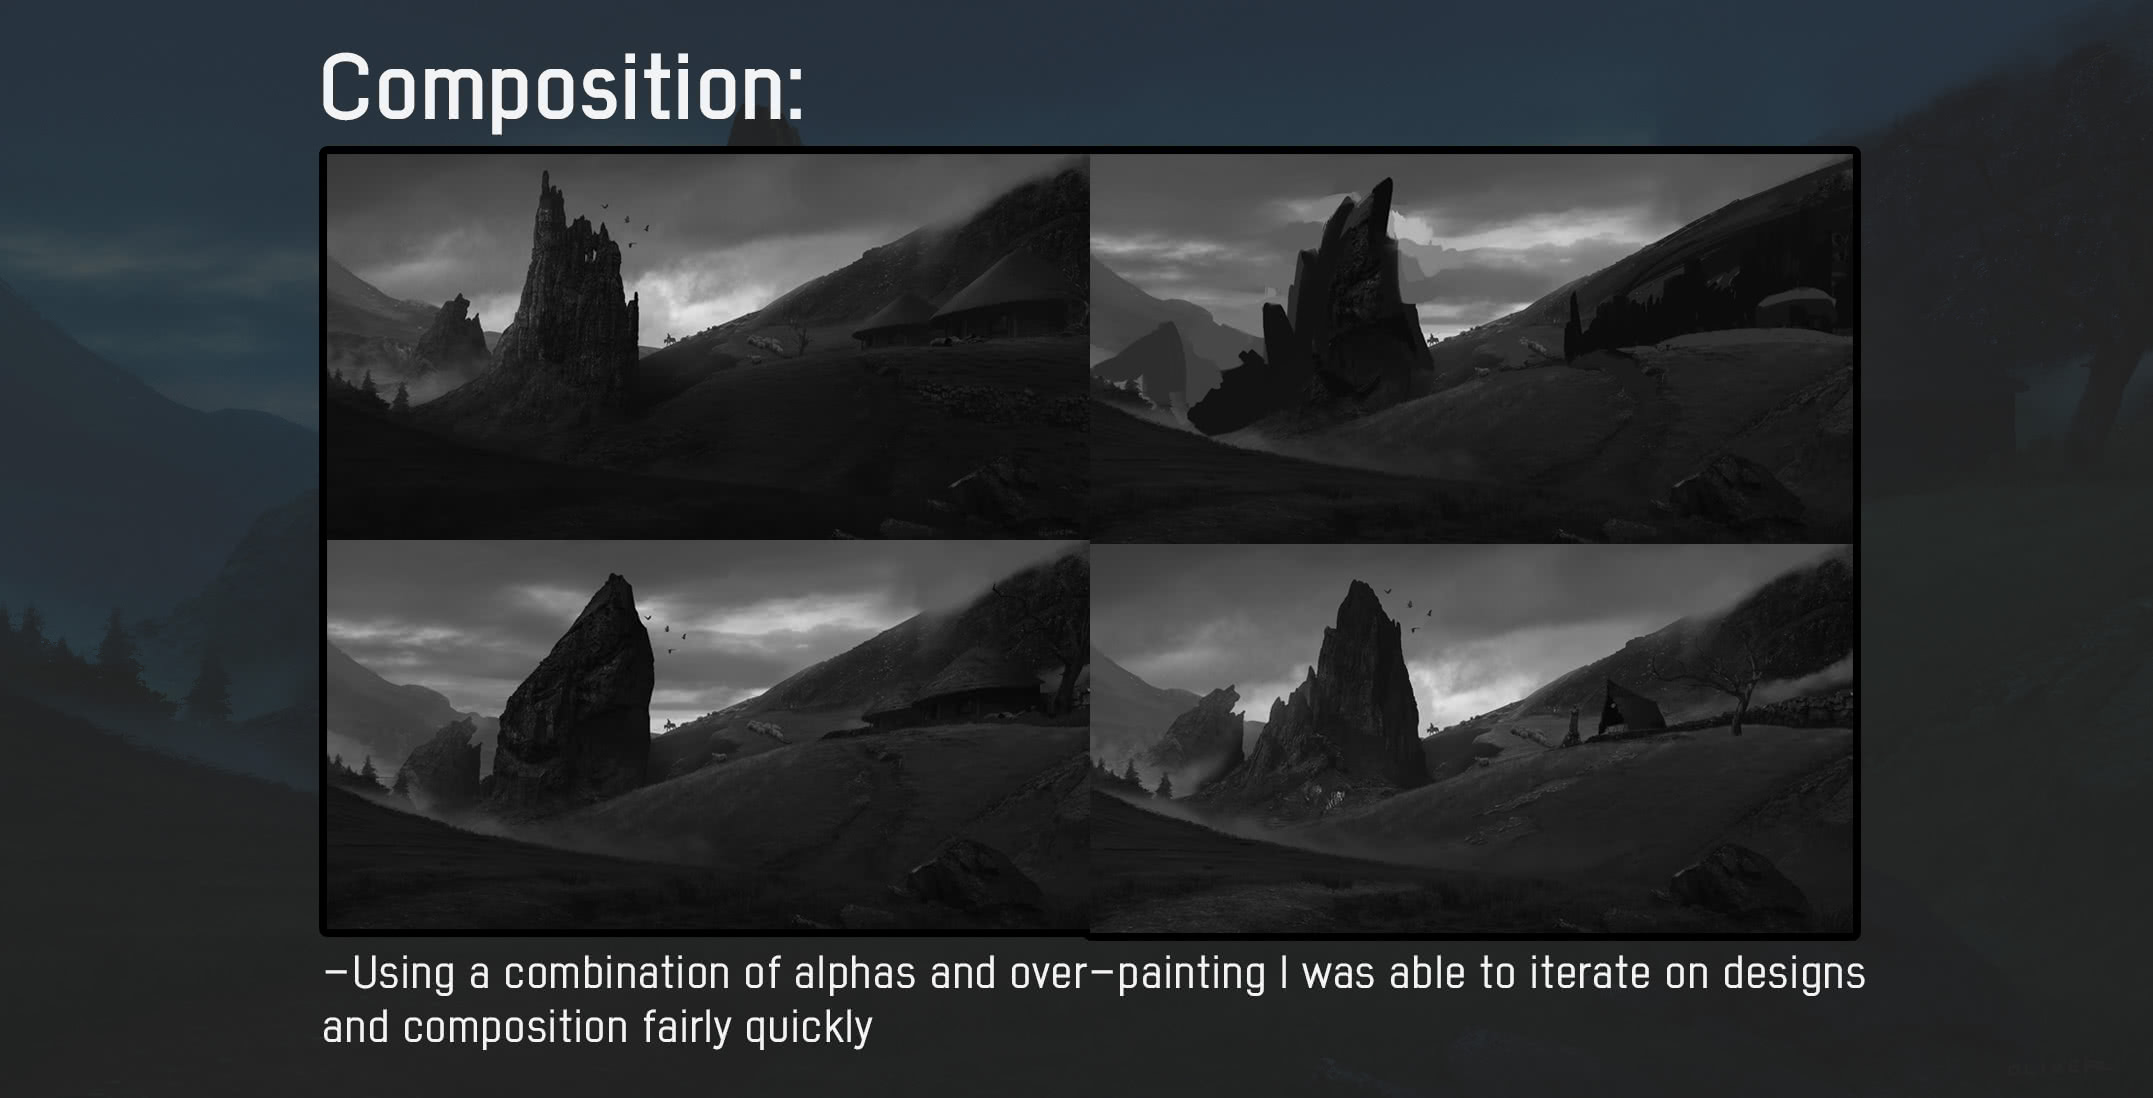 Composition:
–Using a combination of alphas and over–painting I was able to iterate on designs
and composition fairly quickly